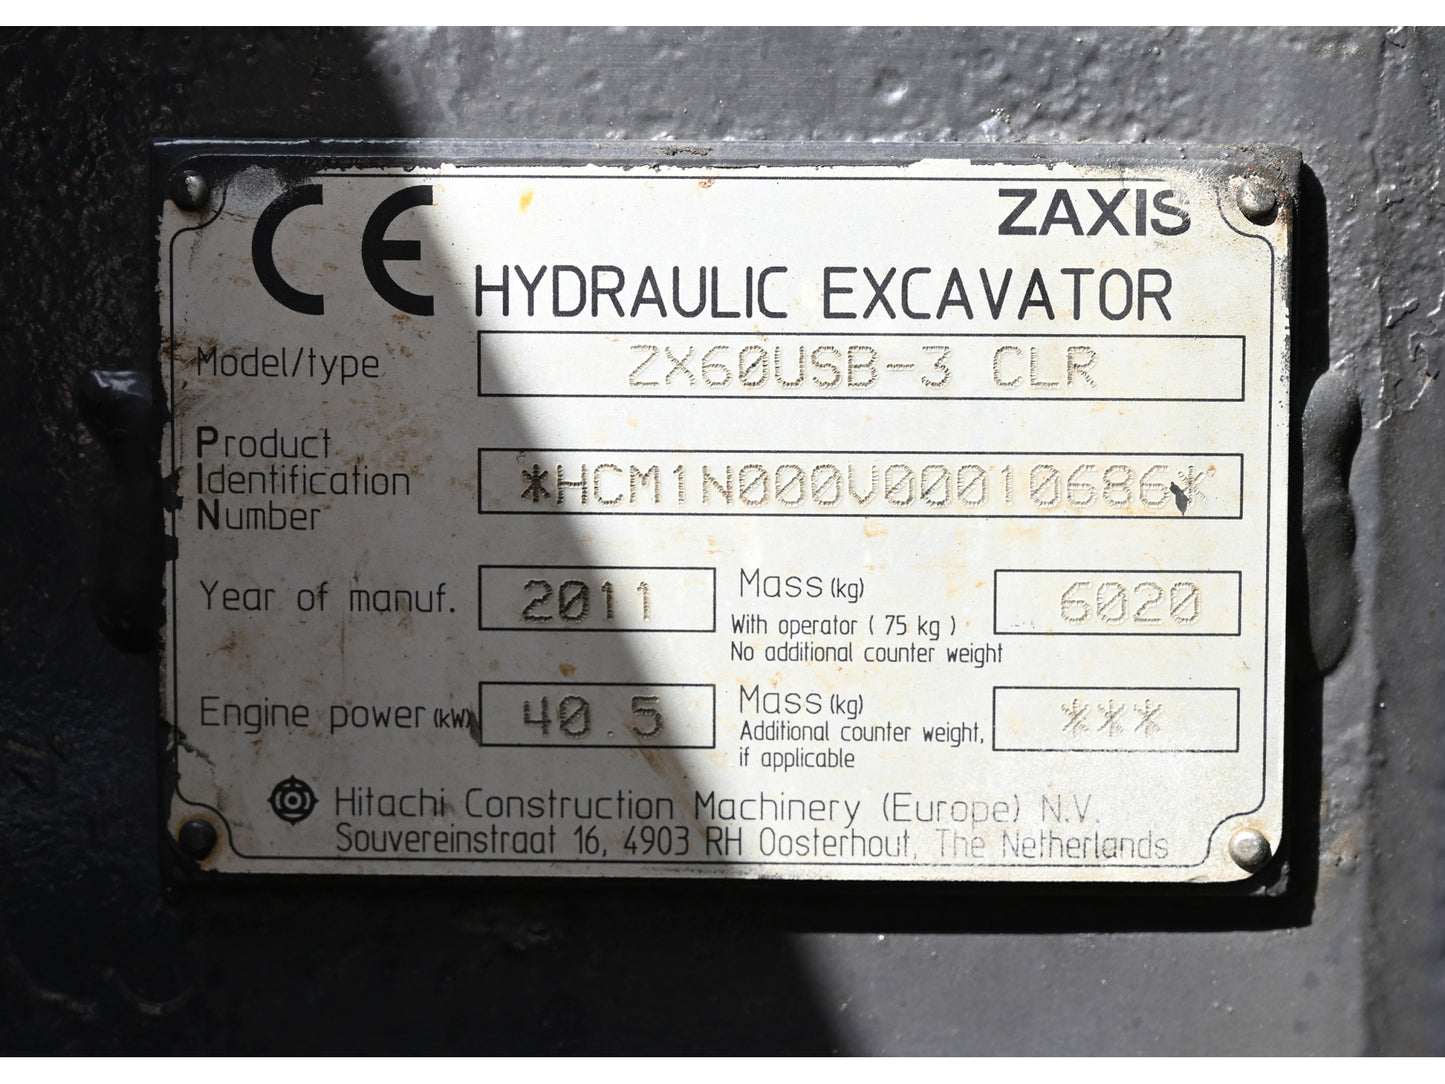 CE
ZAXIS
HYDRAULIC EXCAVATOR
Model/type ZX60USB-3 CLR
Product
Identification *HCM1N000V00010686*
Number
Year of manuf. 2011 Mass (kg) 6020
With operator ( 75 kg )
No additional counter weight
Engine power (kW) 40.5 Mass (kg) ***
Additional counter weight,
if applicable
Hitachi Construction Machinery (Europe) N.V.
Souvereinstraat 16, 4903 RH Oosterhout, The Netherlands